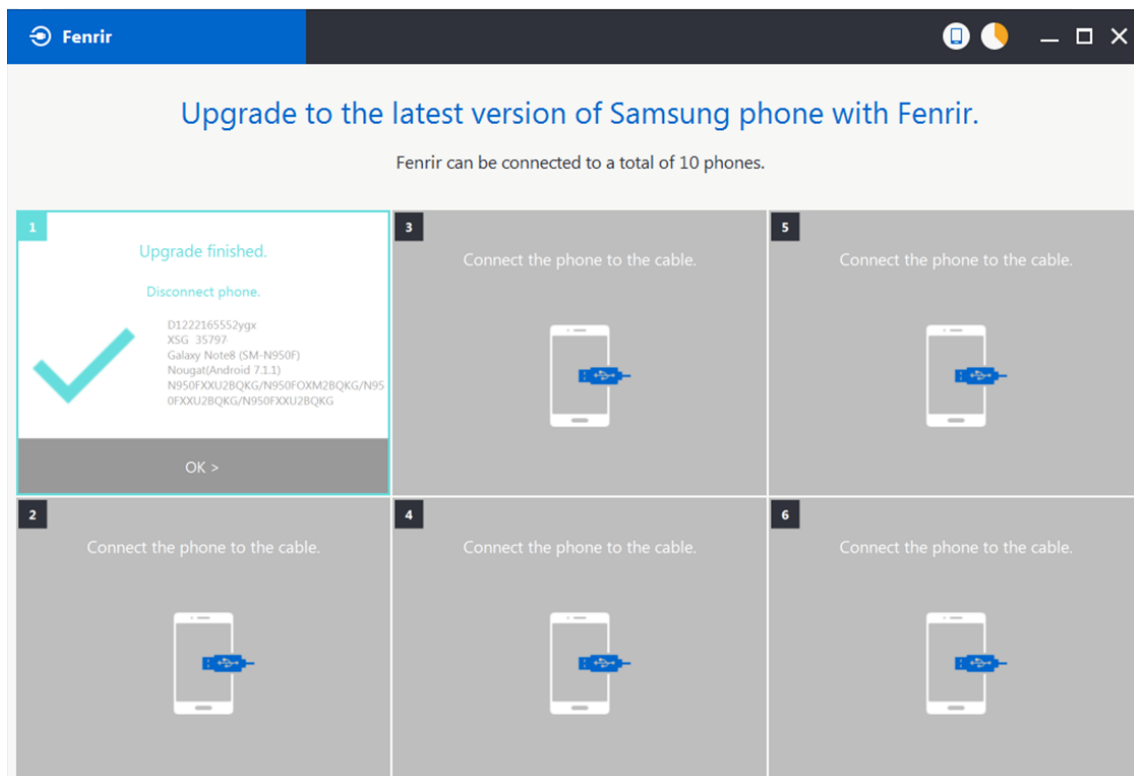 Fenrir
Upgrade to the latest version of Samsung phone with Fenrir.
Fenrir can be connected to a total of 10 phones.
1
Upgrade finished.
Disconnect phone.
D1222165552ygx
XSG 35797
Galaxy Note8 (SM-N950F)
Nougat(Android 7.1.1)
N950FXXU2BQKG/N950FOXM2BQKG/N95
0FXXU2BQKG/N950FXXU2BQKG
OK >
3
Connect the phone to the cable.
5
Connect the phone to the cable.
2
Connect the phone to the cable.
4
Connect the phone to the cable.
6
Connect the phone to the cable.